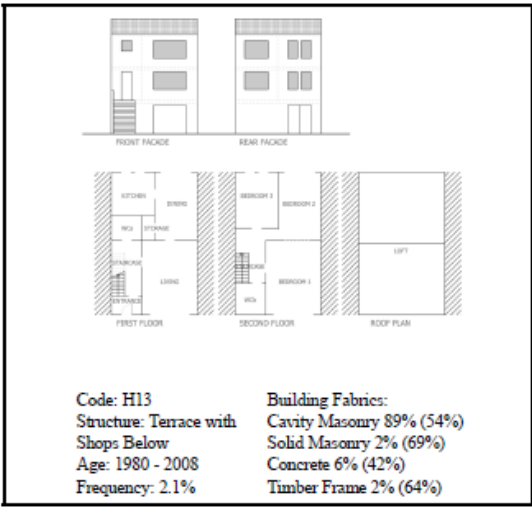 FRONT FACADE
REAR FACADE
KITCHEN
DINING
WCs
STORAGE
STAIRCASE
LIVING
ENTRANCE
FIRST FLOOR
BEDROOM 3
BEDROOM 2
STAIRCASE
BEDROOM 1
WCs
SECOND FLOOR
LOFT
ROOF PLAN
Code: H13
Structure: Terrace with
Shops Below
Age: 1980 - 2008
Frequency: 2.1%
Building Fabrics:
Cavity Masonry 89% (54%)
Solid Masonry 2% (69%)
Concrete 6% (42%)
Timber Frame 2% (64%)